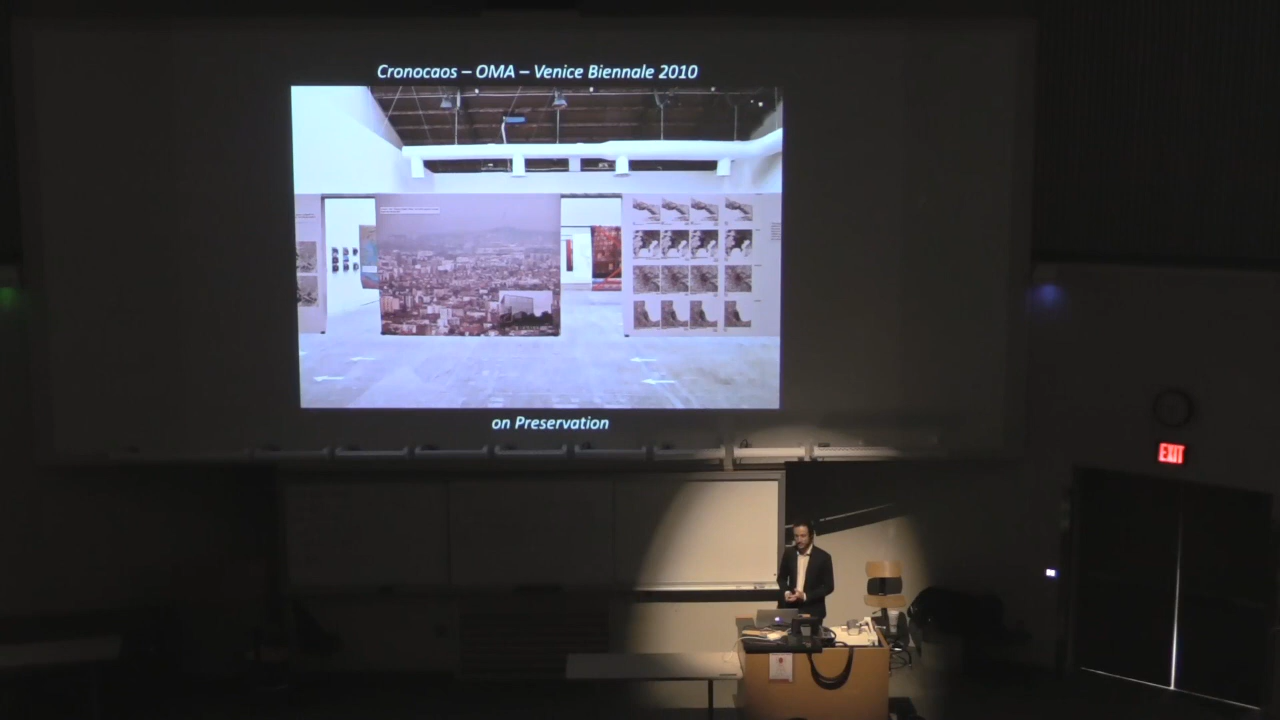 Cronocaos – OMA – Venice Biennale 2010
on Preservation
EXIT